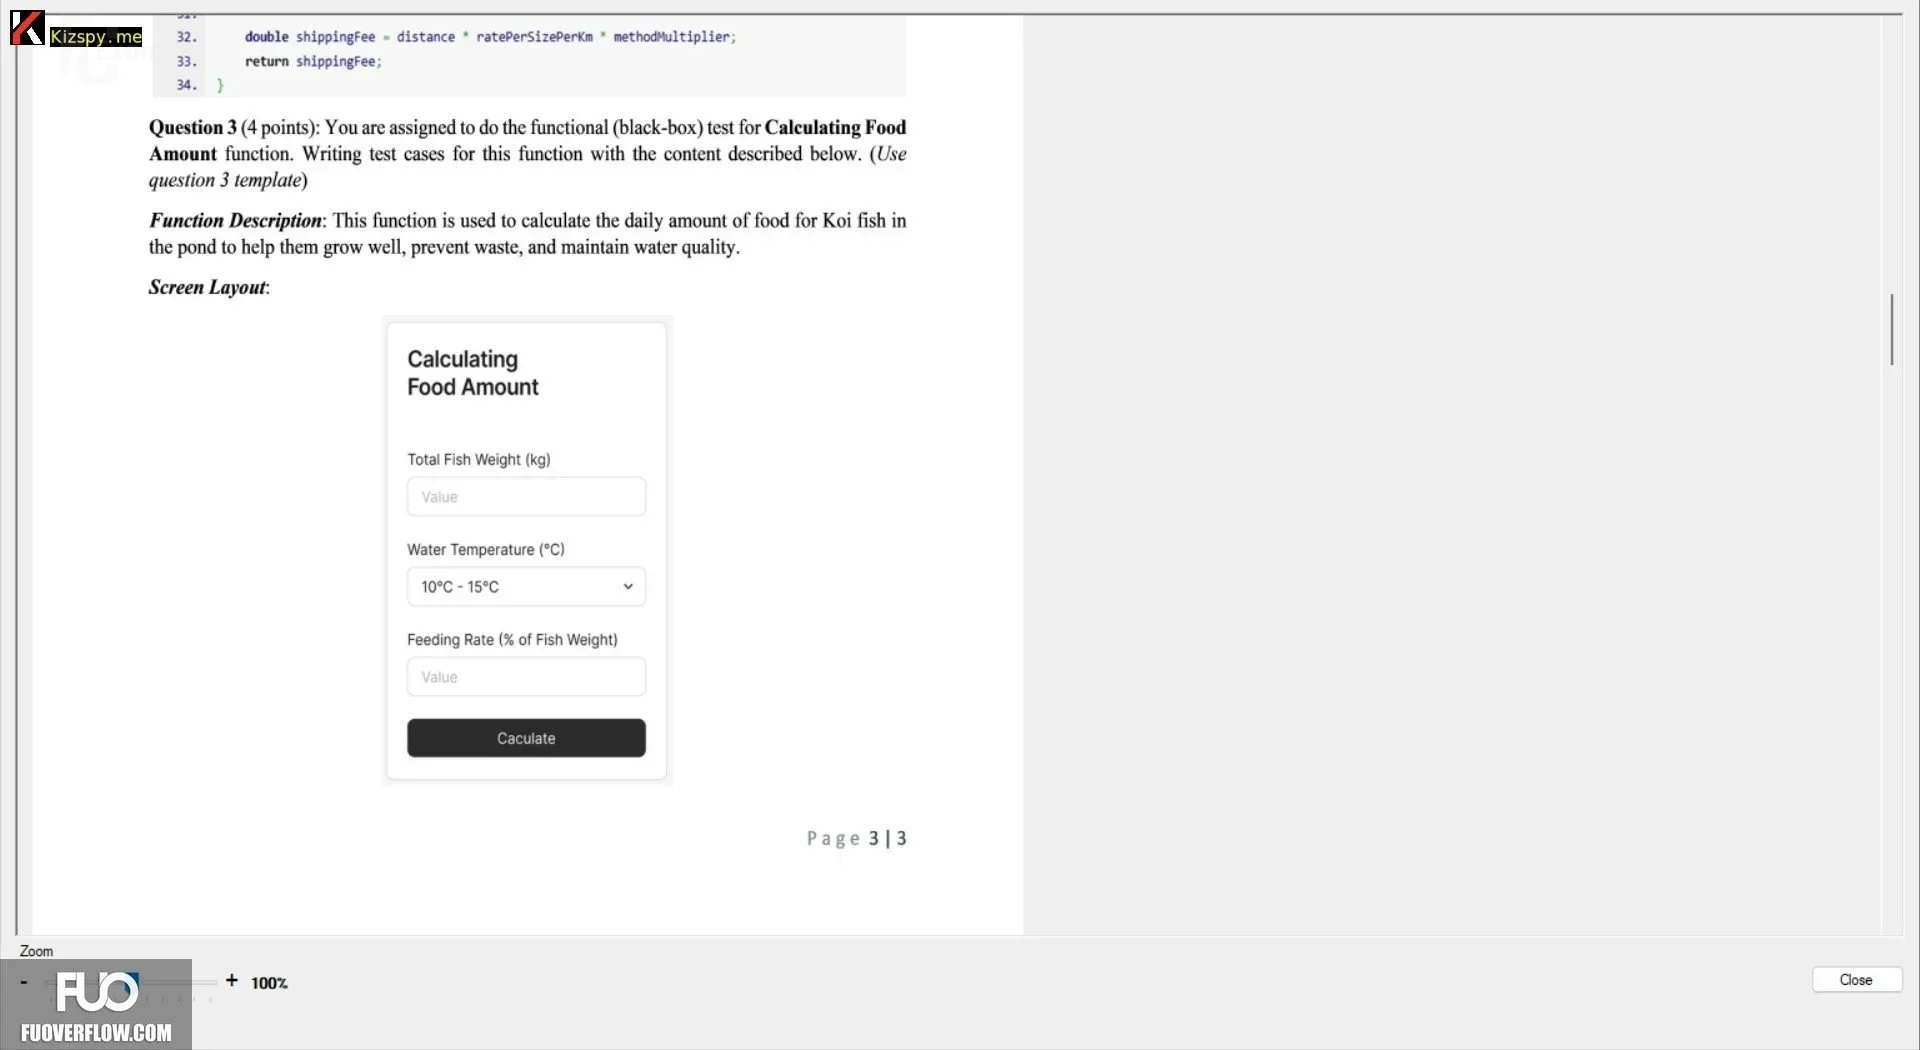 Kizspy.me
32. double shippingFee = distance * ratePerSizePerKm * methodMultiplier;
33. return shippingFee;
34. }
Question 3 (4 points): You are assigned to do the functional (black-box) test for Calculating Food
Amount function. Writing test cases for this function with the content described below. (Use
question 3 template)
Function Description: This function is used to calculate the daily amount of food for Koi fish in
the pond to help them grow well, prevent waste, and maintain water quality.
Screen Layout:
Calculating
Food Amount
Total Fish Weight (kg)
Value
Water Temperature (°C)
10°C - 15°C
Feeding Rate (% of Fish Weight)
Value
Caculate
Page 3 | 3
Zoom
- + 100%
Close
FUO
FUOVERFLOW.COM